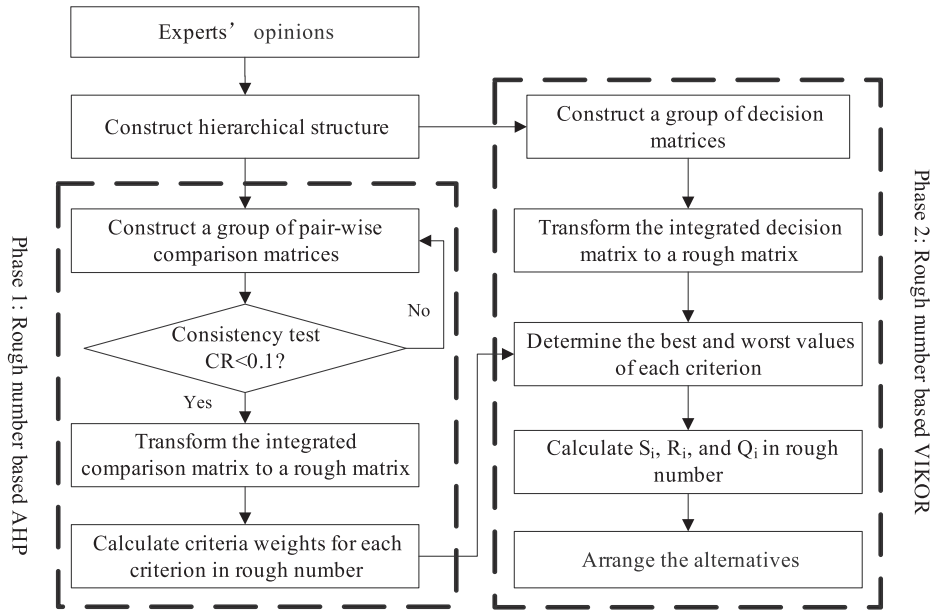 Experts’ opinions
Construct hierarchical structure
Phase 1: Rough number based AHP
Construct a group of pair-wise
comparison matrices
No
Consistency test
CR<0.1?
Yes
Transform the integrated
comparison matrix to a rough matrix
Calculate criteria weights for each
criterion in rough number
Phase 2: Rough number based VIKOR
Construct a group of decision
matrices
Transform the integrated decision
matrix to a rough matrix
Determine the best and worst values
of each criterion
Calculate Sᵢ, Rᵢ, and Qᵢ in rough
number
Arrange the alternatives